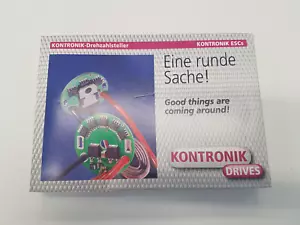 KONTRONIK-Drehzahlsteller
KONTRONIK ESCs
Eine runde
Sache!
Good things are
coming around!
KONTRONIK
DRIVES